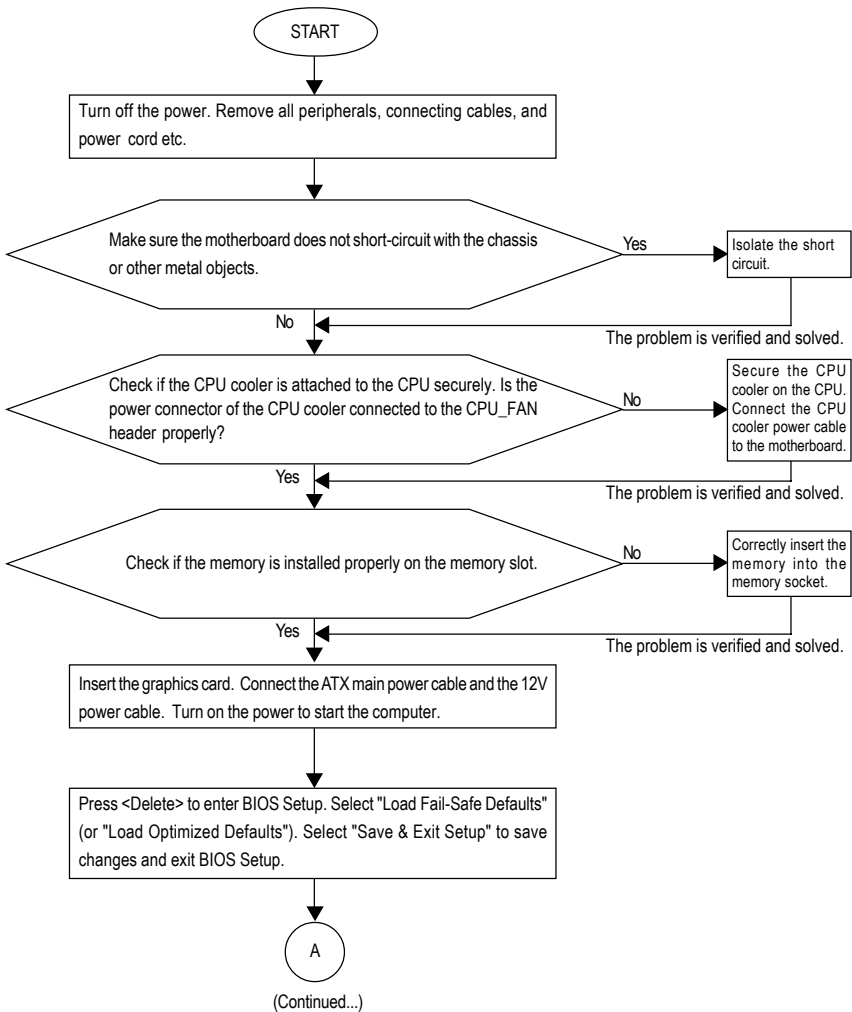 START
Turn off the power. Remove all peripherals, connecting cables, and
power cord etc.
Make sure the motherboard does not short-circuit with the chassis
or other metal objects.
Yes
Isolate the short
circuit.
No
The problem is verified and solved.
Check if the CPU cooler is attached to the CPU securely. Is the
power connector of the CPU cooler connected to the CPU_FAN
header properly?
No
Secure the CPU
cooler on the CPU.
Connect the CPU
cooler power cable
to the motherboard.
Yes
The problem is verified and solved.
Check if the memory is installed properly on the memory slot.
No
Correctly insert the
memory into the
memory socket.
Yes
The problem is verified and solved.
Insert the graphics card. Connect the ATX main power cable and the 12V
power cable. Turn on the power to start the computer.
Press <Delete> to enter BIOS Setup. Select "Load Fail-Safe Defaults"
(or "Load Optimized Defaults"). Select "Save & Exit Setup" to save
changes and exit BIOS Setup.
A
(Continued...)